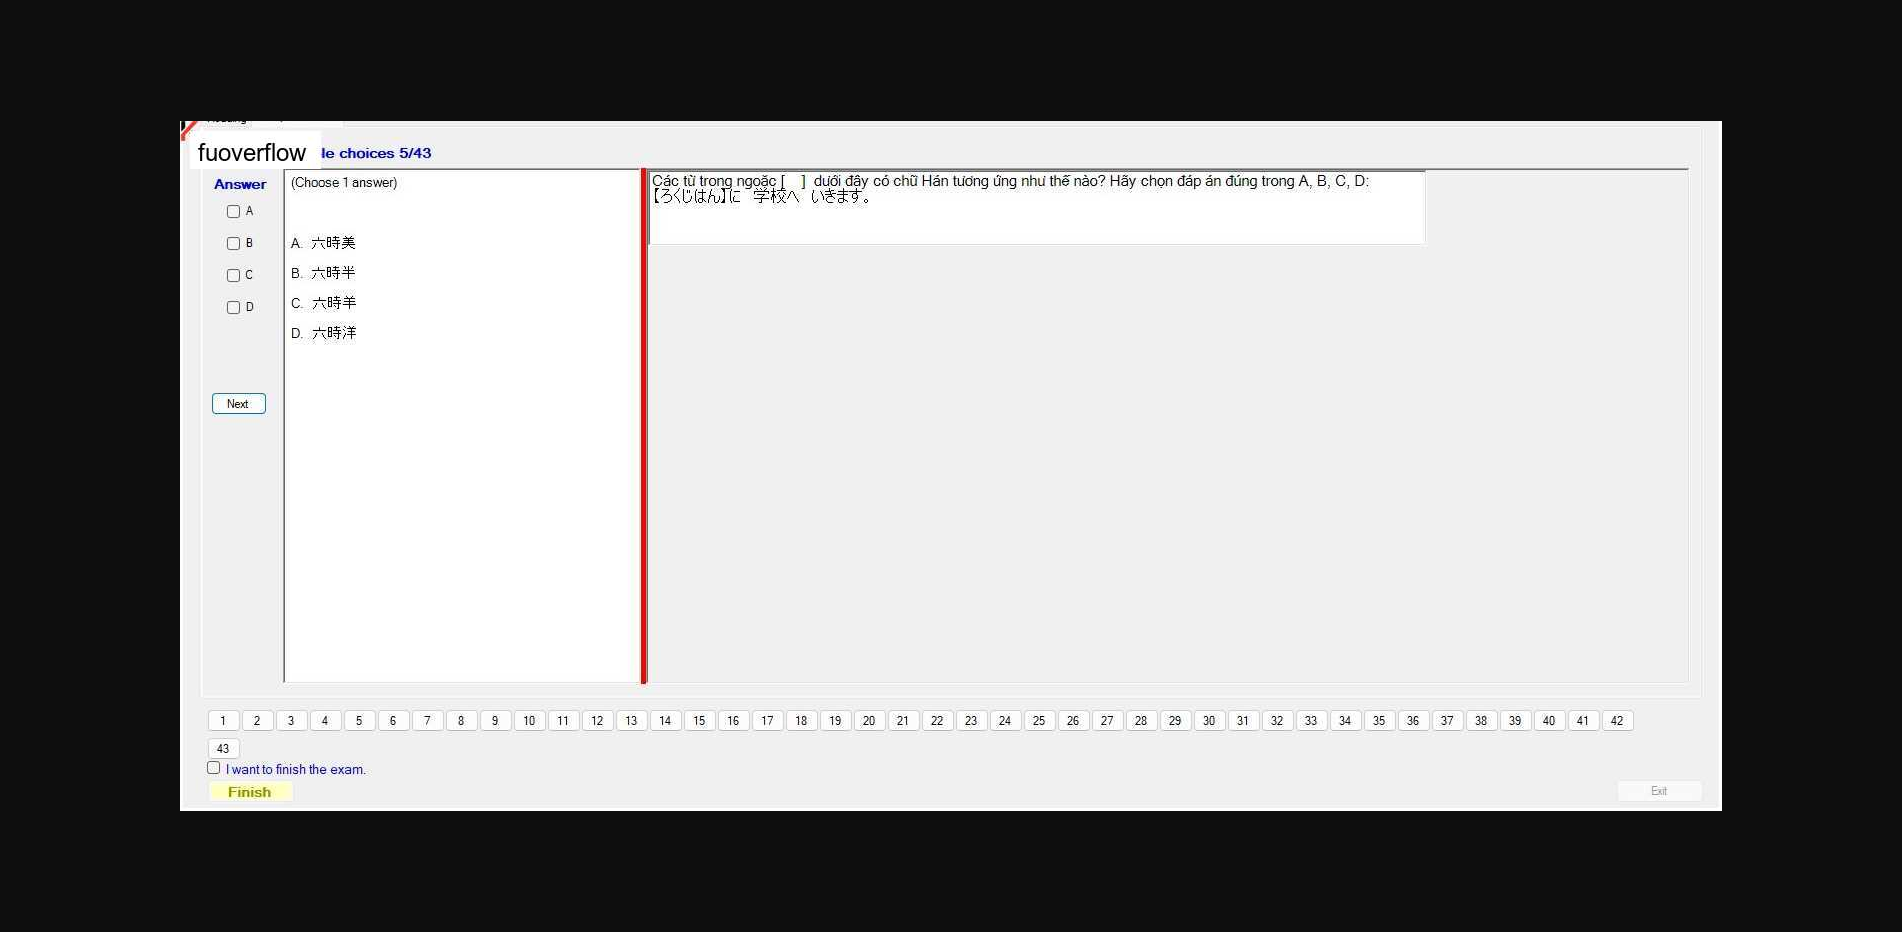 fuoverflow le choices 5/43
Answer
A
B
C
D
Next
(Choose 1 answer)
A. 六時美
B. 六時半
C. 六時羊
D. 六時洋
Các từ trong ngoặc [ ] dưới đây có chữ Hán tương ứng như thế nào? Hãy chọn đáp án đúng trong A, B, C, D:
【ろくじはん】に 学校へ いきます。
1 2 3 4 5 6 7 8 9 10 11 12 13 14 15 16 17 18 19 20 21 22 23 24 25 26 27 28 29 30 31 32 33 34 35 36 37 38 39 40 41 42
43
I want to finish the exam.
Finish
Exit